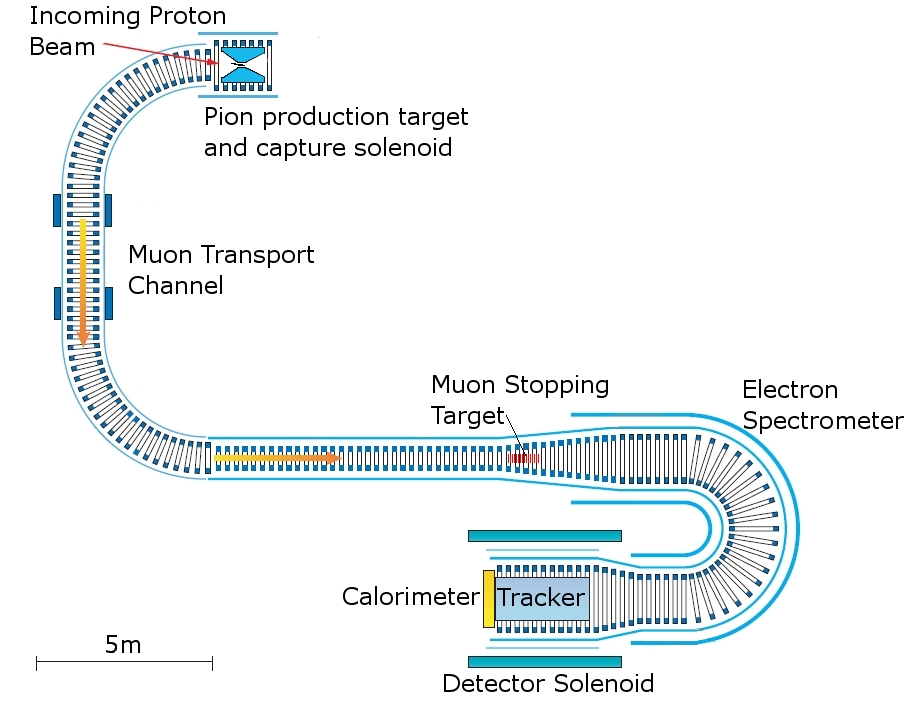 Incoming Proton
Beam
Pion production target
and capture solenoid
Muon Transport
Channel
Muon Stopping
Target
Electron
Spectrometer
Calorimeter
Tracker
5m
Detector Solenoid